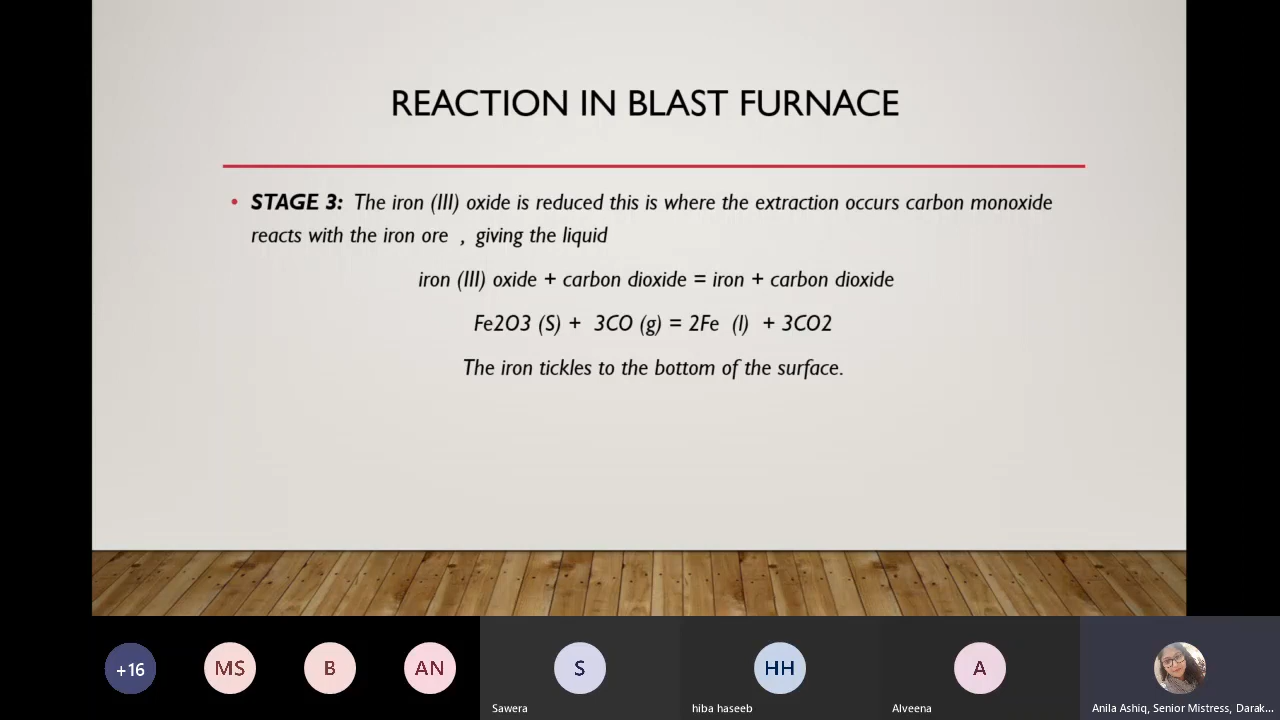 REACTION IN BLAST FURNACE
• STAGE 3: The iron (III) oxide is reduced this is where the extraction occurs carbon monoxide
reacts with the iron ore , giving the liquid
iron (III) oxide + carbon dioxide = iron + carbon dioxide
Fe2O3 (S) + 3CO (g) = 2Fe (l) + 3CO2
The iron tickles to the bottom of the surface.
+16
MS
B
AN
S
HH
A
Sawera
hiba haseeb
Alveena
Anila Ashiq, Senior Mistress, Darak...